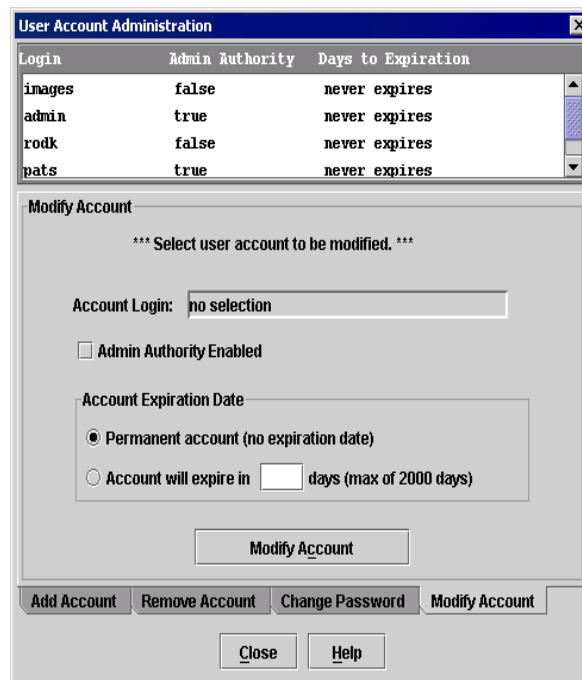 User Account Administration
Login Admin Authority Days to Expiration
images false never expires
admin true never expires
rodk false never expires
pats true never expires
Modify Account
*** Select user account to be modified. ***
Account Login: no selection
Admin Authority Enabled
Account Expiration Date
Permanent account (no expiration date)
Account will expire in days (max of 2000 days)
Modify Account
Add Account Remove Account Change Password Modify Account
Close Help